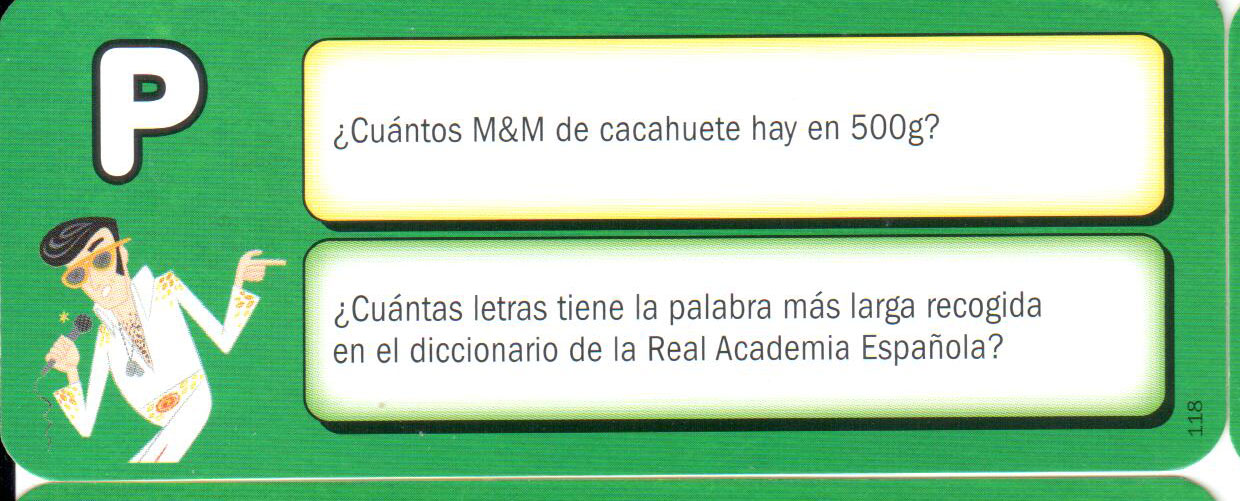 P
¿Cuántos M&M de cacahuete hay en 500g?
¿Cuántas letras tiene la palabra más larga recogida
en el diccionario de la Real Academia Española?
118